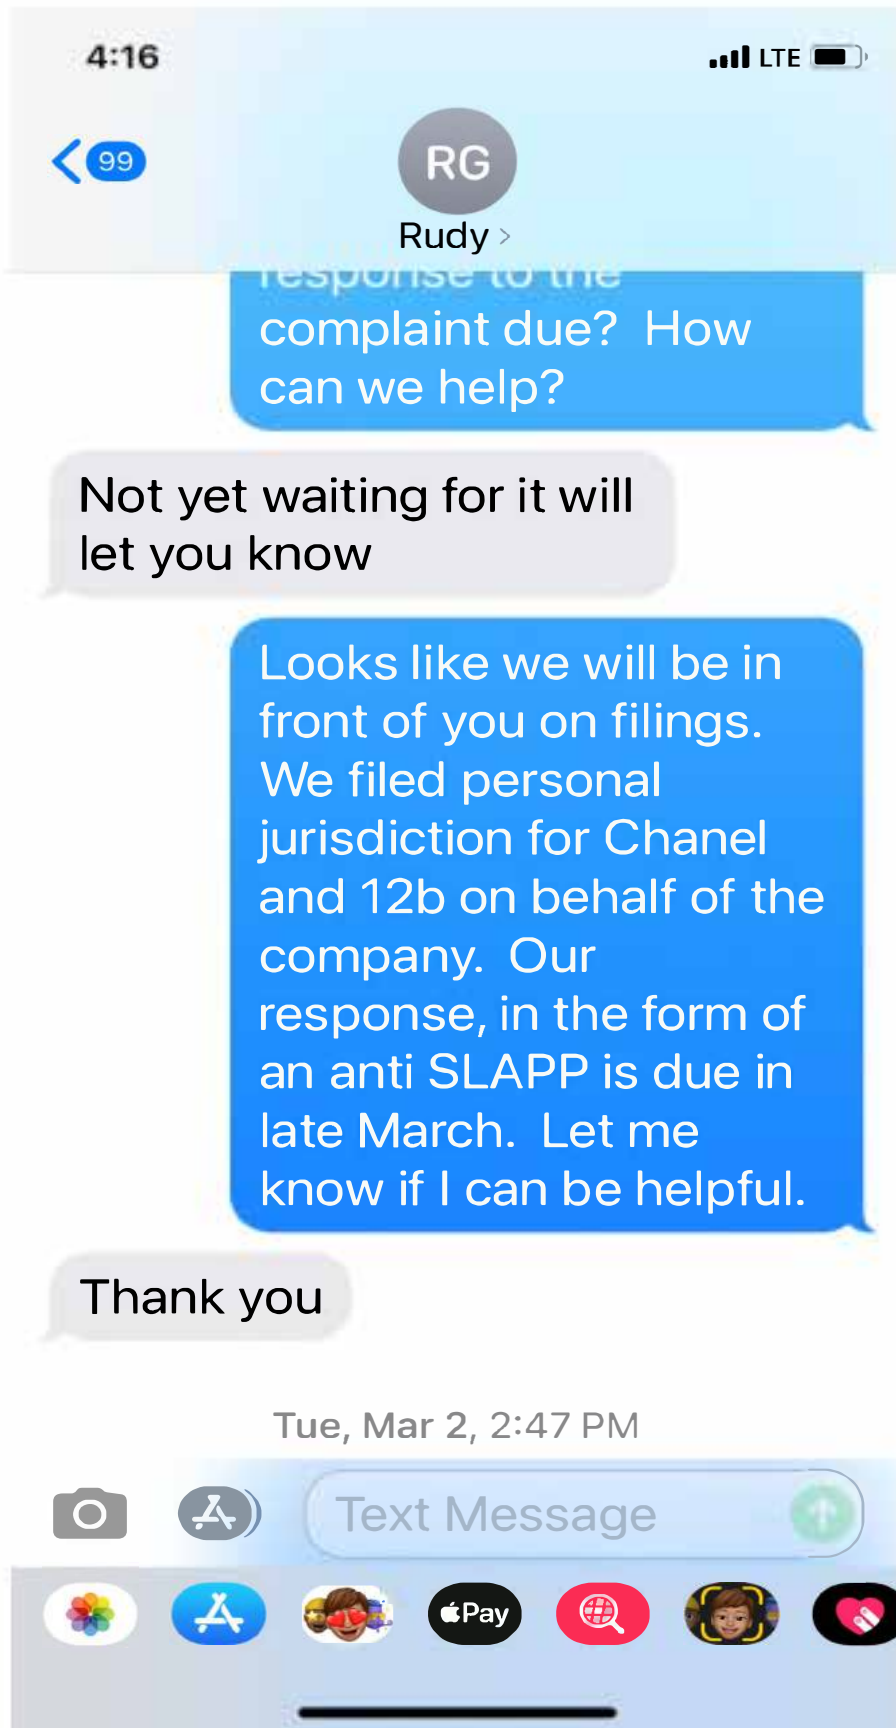 4:16
LTE
99
RG
Rudy >
response to the
complaint due?  How
can we help?
Not yet waiting for it will
let you know
Looks like we will be in
front of you on filings.
We filed personal
jurisdiction for Chanel
and 12b on behalf of the
company.  Our
response, in the form of
an anti SLAPP is due in
late March.  Let me
know if I can be helpful.
Thank you
Tue, Mar 2, 2:47 PM
Text Message
Pay